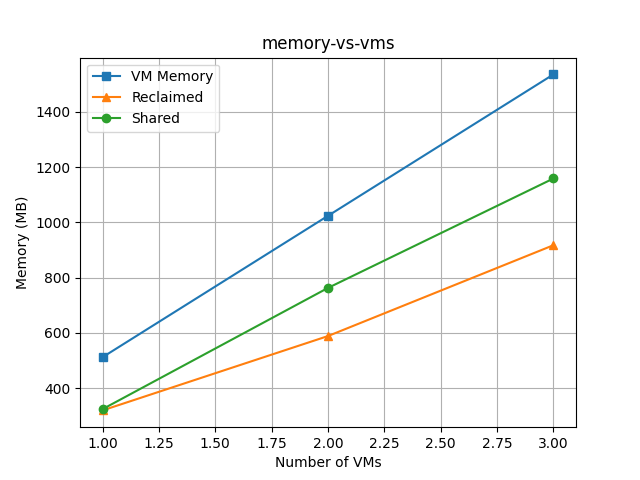 memory-vs-vms
VM Memory
Reclaimed
Shared
Memory (MB)
1400
1200
1000
800
600
400
1.00 1.25 1.50 1.75 2.00 2.25 2.50 2.75 3.00
Number of VMs